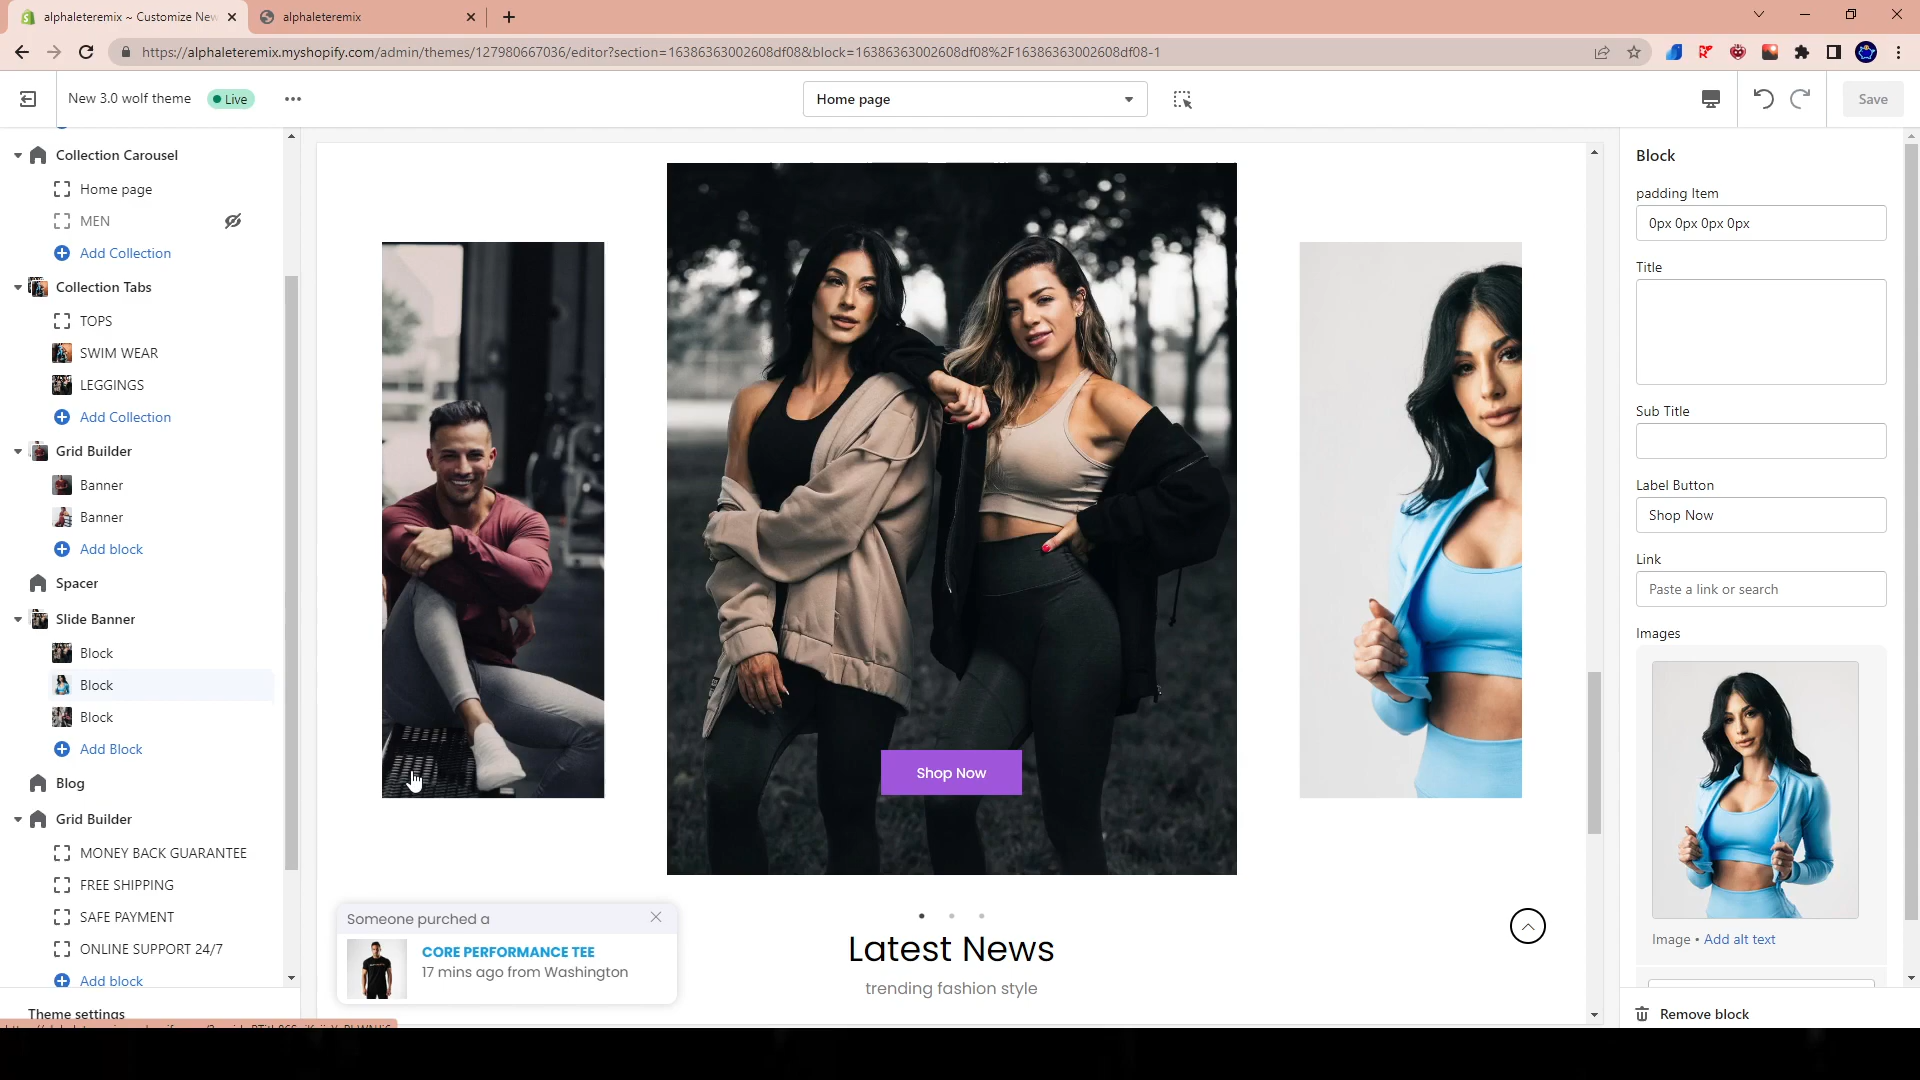 alphaleteremix ~ Customize New
alphaleteremix
https://alphaleteremix.myshopify.com/admin/themes/127980667036/editor?section=16386363002608df08&block=16386363002608df08%2F16386363002608df08-1
New 3.0 wolf theme
Live
Home page
Save
Collection Carousel
Home page
MEN
Add Collection
Collection Tabs
TOPS
SWIM WEAR
LEGGINGS
Add Collection
Grid Builder
Banner
Banner
Add block
Spacer
Slide Banner
Block
Block
Block
Add Block
Blog
Grid Builder
MONEY BACK GUARANTEE
FREE SHIPPING
SAFE PAYMENT
ONLINE SUPPORT 24/7
Add block
Theme settings
Shop Now
Someone purched a
CORE PERFORMANCE TEE
17 mins ago from Washington
Latest News
trending fashion style
Block
padding Item
0px 0px 0px 0px
Title
Sub Title
Label Button
Shop Now
Link
Paste a link or search
Images
Image • Add alt text
Remove block